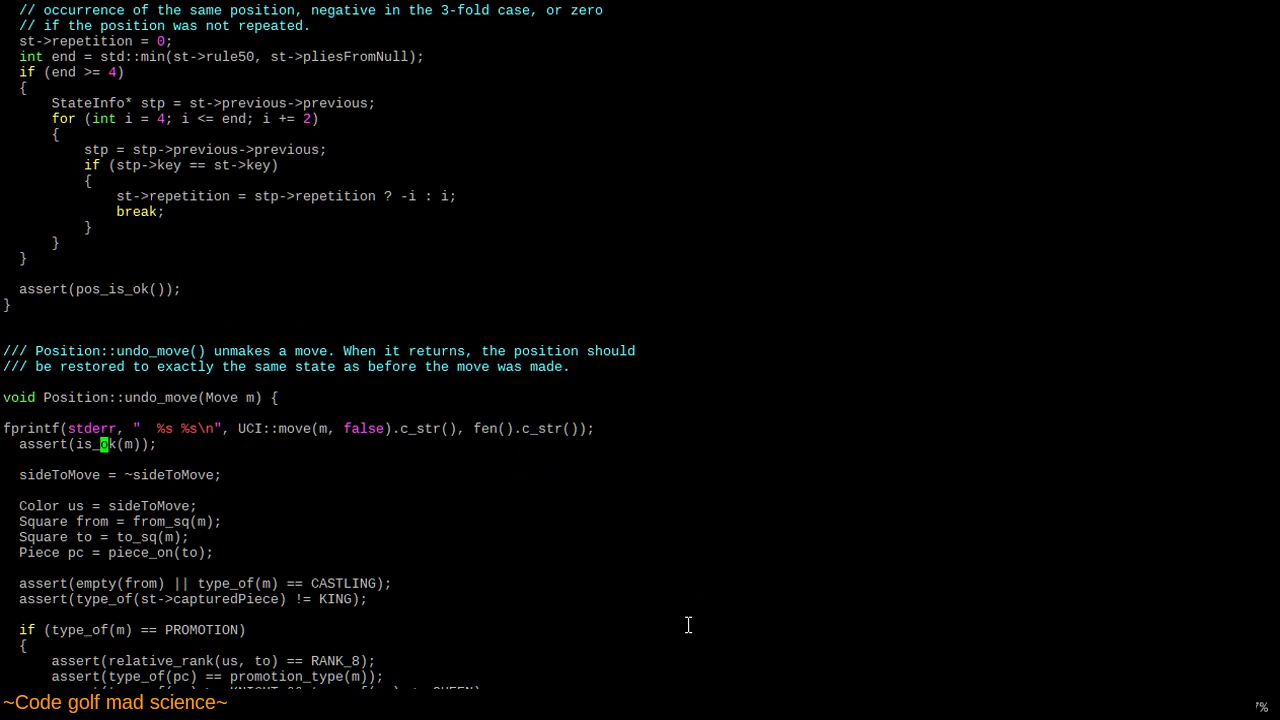 // occurrence of the same position, negative in the 3-fold case, or zero
// if the position was not repeated.
st->repetition = 0;
int end = std::min(st->rule50, st->pliesFromNull);
if (end >= 4)
{
StateInfo* stp = st->previous->previous;
for (int i = 4; i <= end; i += 2)
{
stp = stp->previous->previous;
if (stp->key == st->key)
{
st->repetition = stp->repetition ? -i : i;
break;
}
}
}
assert(pos_is_ok());
}
/// Position::undo_move() unmakes a move. When it returns, the position should
/// be restored to exactly the same state as before the move was made.
void Position::undo_move(Move m) {
fprintf(stderr, "  %s %s\n", UCI::move(m, false).c_str(), fen().c_str());
assert(is_ok(m));
sideToMove = ~sideToMove;
Color us = sideToMove;
Square from = from_sq(m);
Square to = to_sq(m);
Piece pc = piece_on(to);
assert(empty(from) || type_of(m) == CASTLING);
assert(type_of(st->capturedPiece) != KING);
if (type_of(m) == PROMOTION)
{
assert(relative_rank(us, to) == RANK_8);
assert(type_of(pc) == promotion_type(m));
~Code golf mad science~
7%